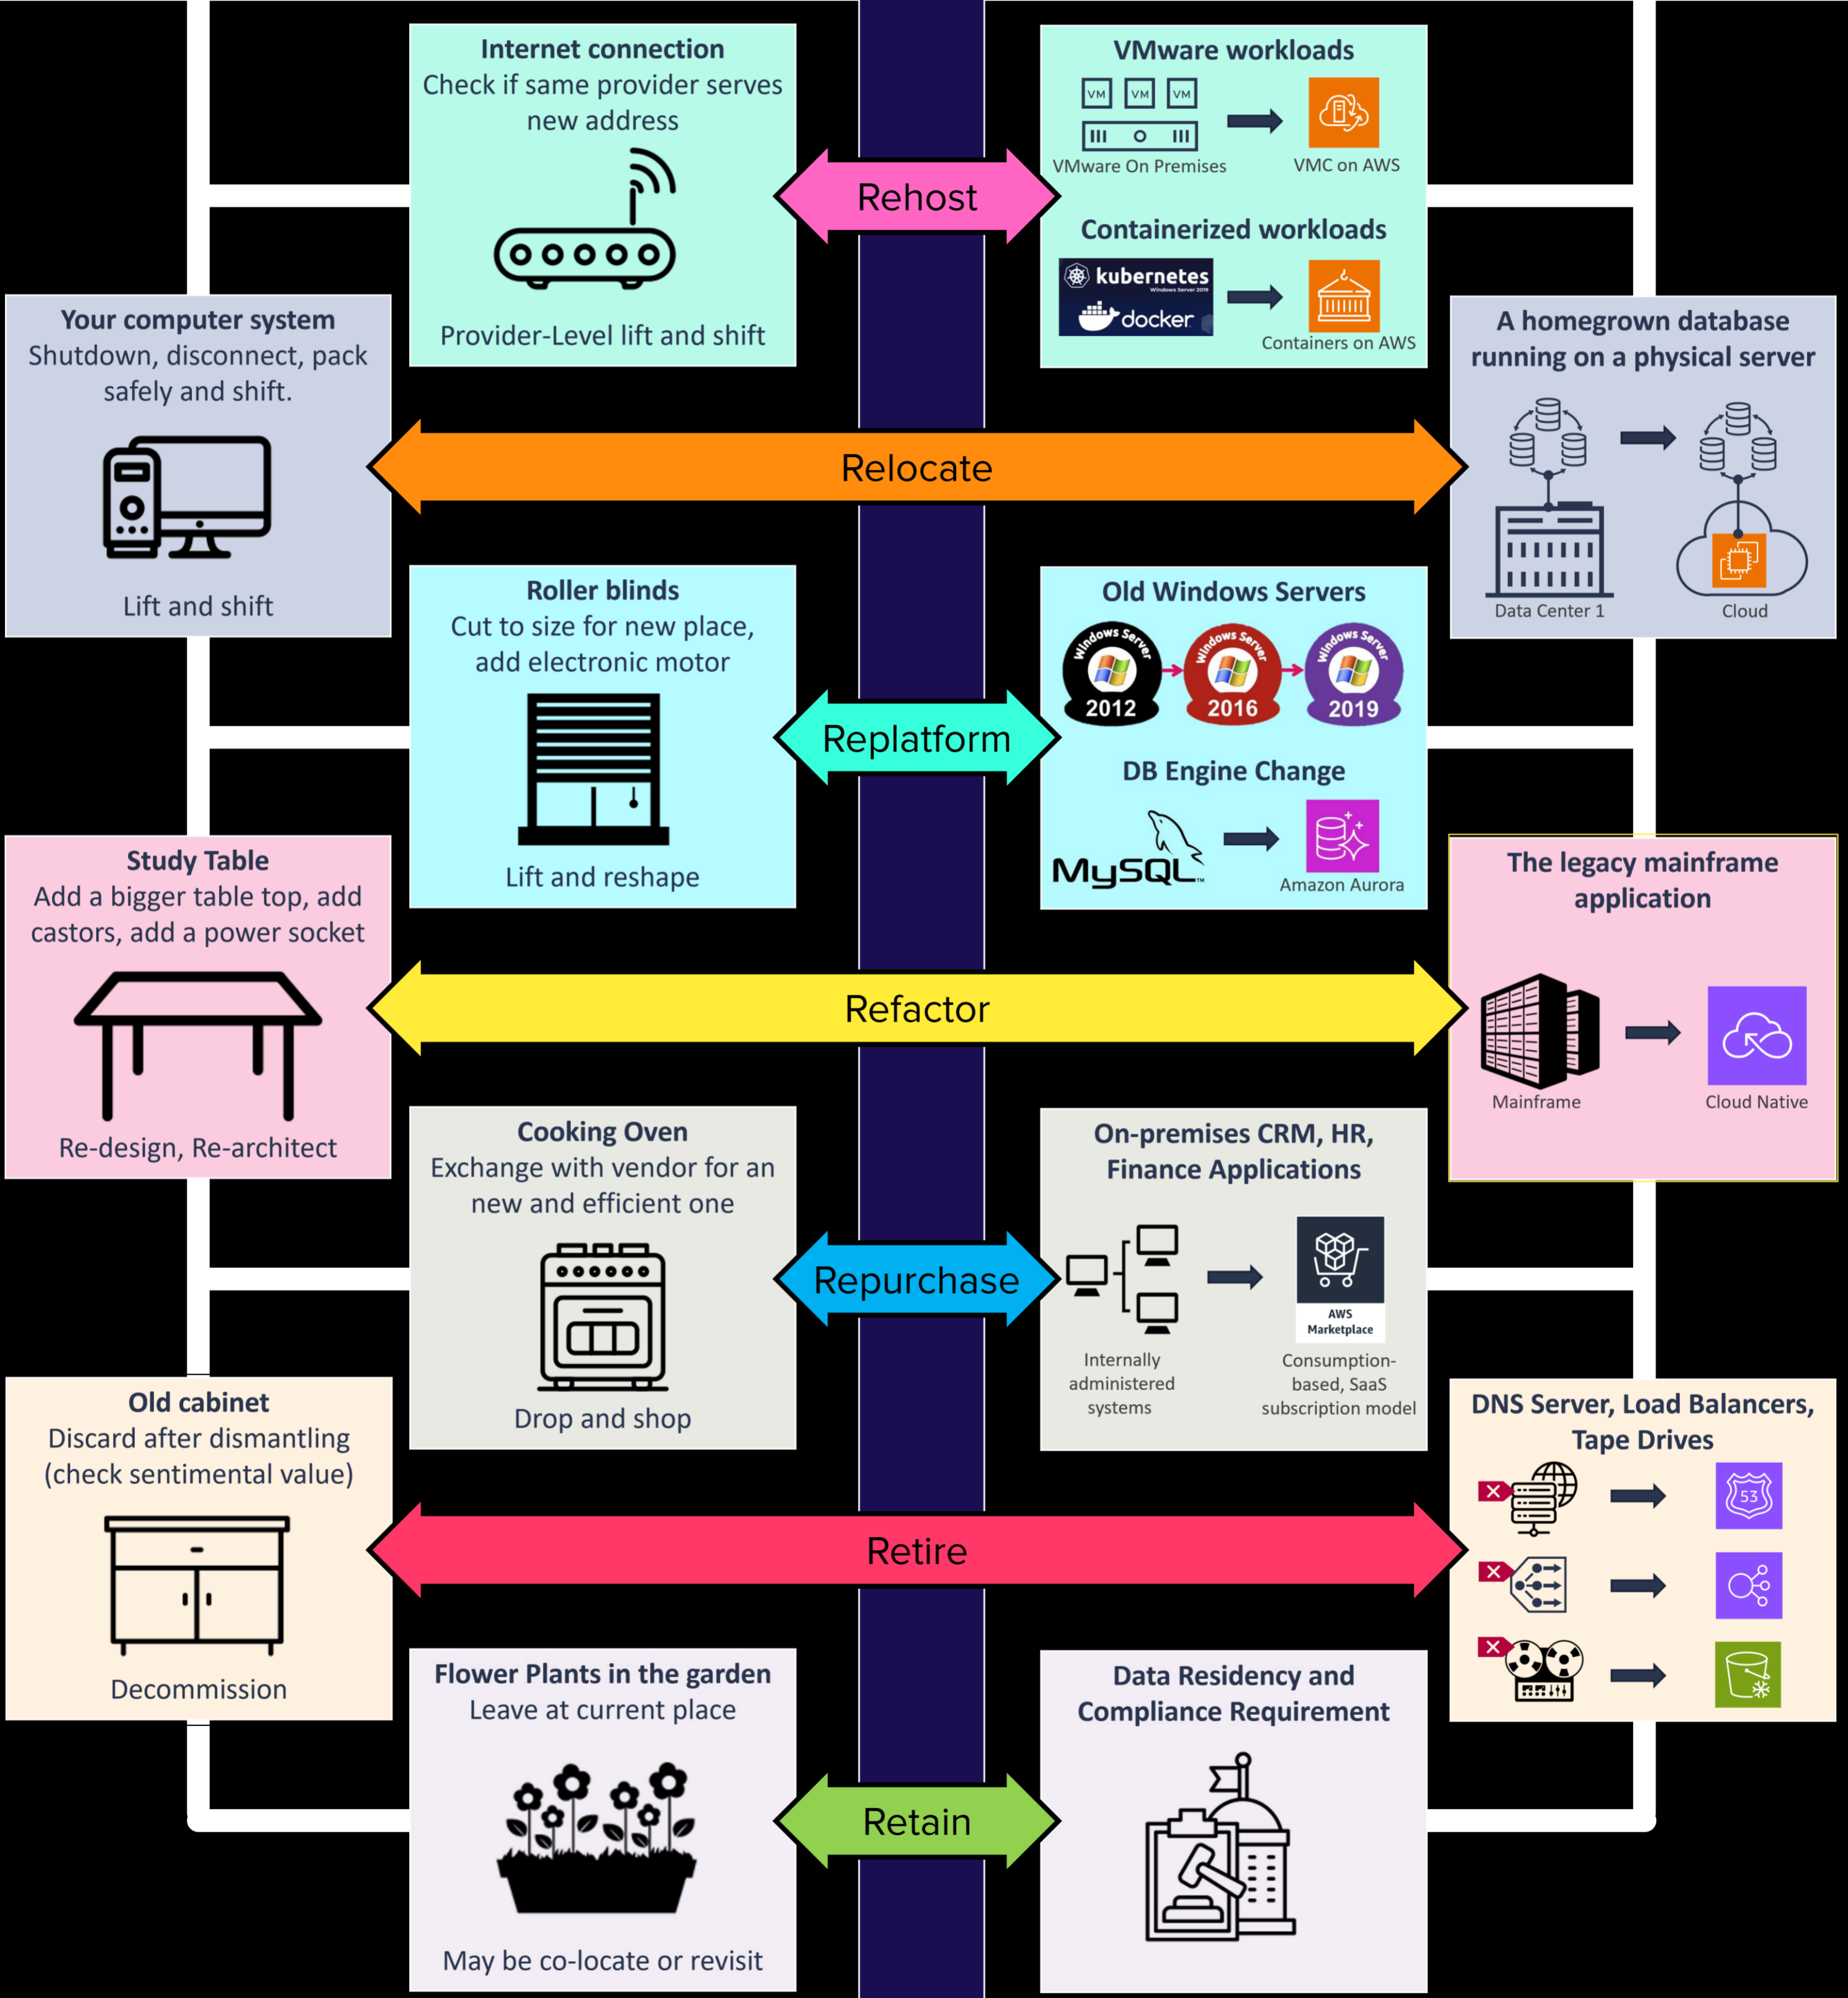 Internet connection
Check if same provider serves
new address
Provider-Level lift and shift
Rehost
VMware workloads
VM VM VM
VMware On Premises
VMC on AWS
Containerized workloads
kubernetes
Windows Server 2019
docker
Containers on AWS
Your computer system
Shutdown, disconnect, pack
safely and shift.
Lift and shift
Relocate
A homegrown database
running on a physical server
Data Center 1
Cloud
Roller blinds
Cut to size for new place,
add electronic motor
Lift and reshape
Replatform
Old Windows Servers
Windows Server
2012
Windows Server
2016
Windows Server
2019
DB Engine Change
MySQL™
Amazon Aurora
Study Table
Add a bigger table top, add
castors, add a power socket
Re-design, Re-architect
Refactor
The legacy mainframe
application
Mainframe
Cloud Native
Cooking Oven
Exchange with vendor for an
new and efficient one
Drop and shop
Repurchase
On-premises CRM, HR,
Finance Applications
Internally
administered
systems
AWS
Marketplace
Consumption-
based, SaaS
subscription model
Old cabinet
Discard after dismantling
(check sentimental value)
Decommission
Retire
DNS Server, Load Balancers,
Tape Drives
53
Flower Plants in the garden
Leave at current place
May be co-locate or revisit
Retain
Data Residency and
Compliance Requirement